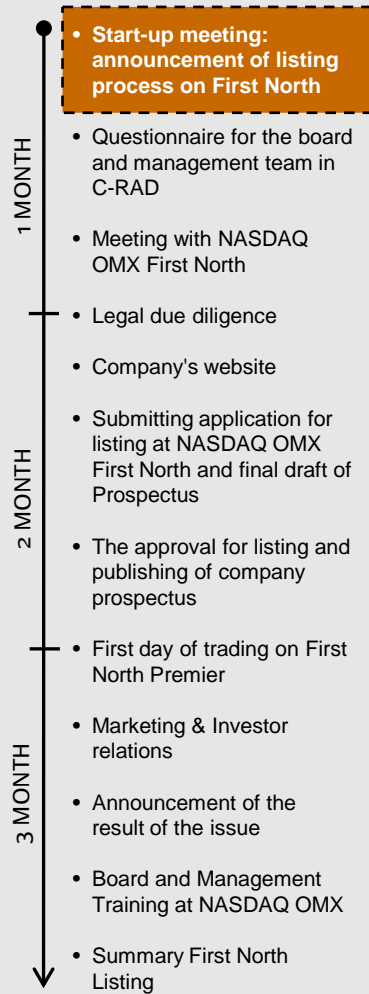 • Start-up meeting:
announcement of listing
process on First North
• Questionnaire for the board
and management team in
C-RAD
• Meeting with NASDAQ
OMX First North
1 MONTH
• Legal due diligence
• Company's website
• Submitting application for
listing at NASDAQ OMX
First North and final draft of
Prospectus
• The approval for listing and
publishing of company
prospectus
2 MONTH
• First day of trading on First
North Premier
• Marketing & Investor
relations
• Announcement of the
result of the issue
• Board and Management
Training at NASDAQ OMX
• Summary First North
Listing
3 MONTH